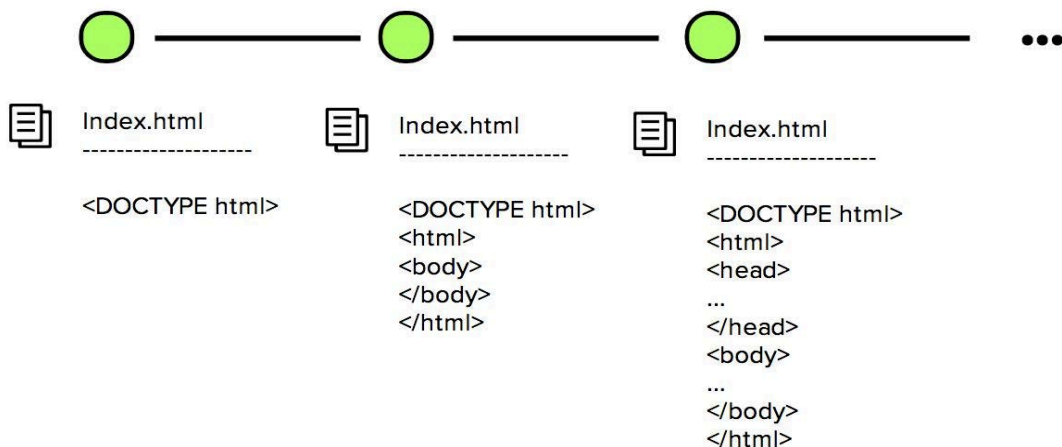 Index.html
--------------------
<DOCTYPE html>
Index.html
--------------------
<DOCTYPE html>
<html>
<body>
</body>
</html>
Index.html
--------------------
<DOCTYPE html>
<html>
<head>
...
</head>
<body>
...
</body>
</html>